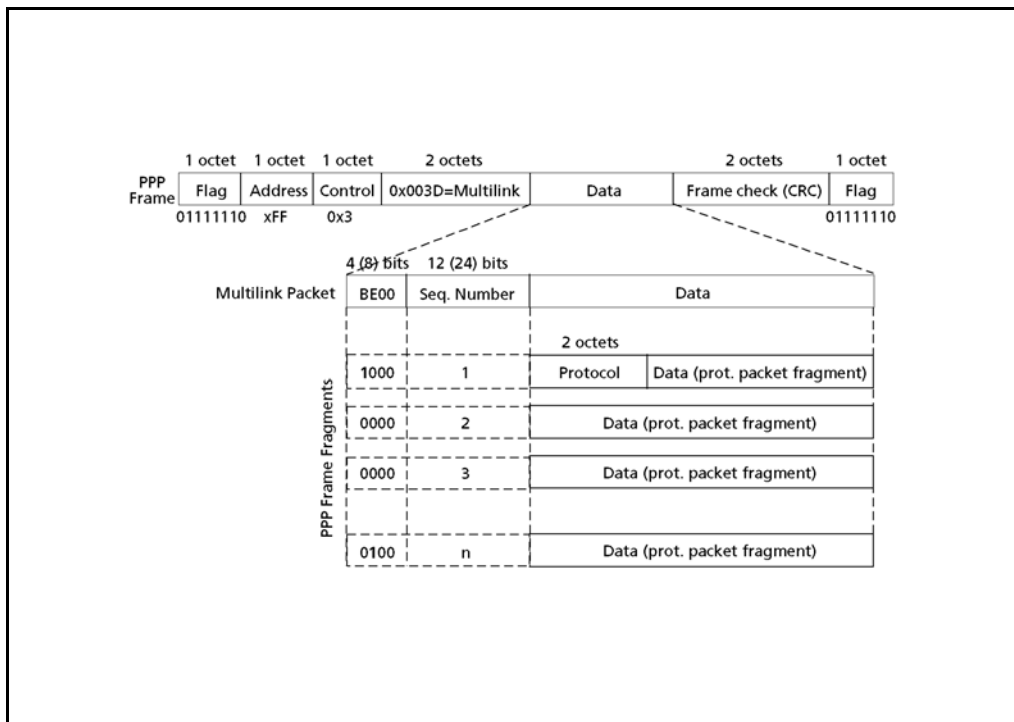 1 octet 1 octet 1 octet 2 octets 2 octets 1 octet
PPP Frame Flag Address Control 0x003D=Multilink Data Frame check (CRC) Flag
01111110 xFF 0x3 01111110
4 (8) bits 12 (24) bits
Multilink Packet BE00 Seq. Number Data
2 octets
PPP Frame Fragments
1000 1 Protocol Data (prot. packet fragment)
0000 2 Data (prot. packet fragment)
0000 3 Data (prot. packet fragment)
0100 n Data (prot. packet fragment)